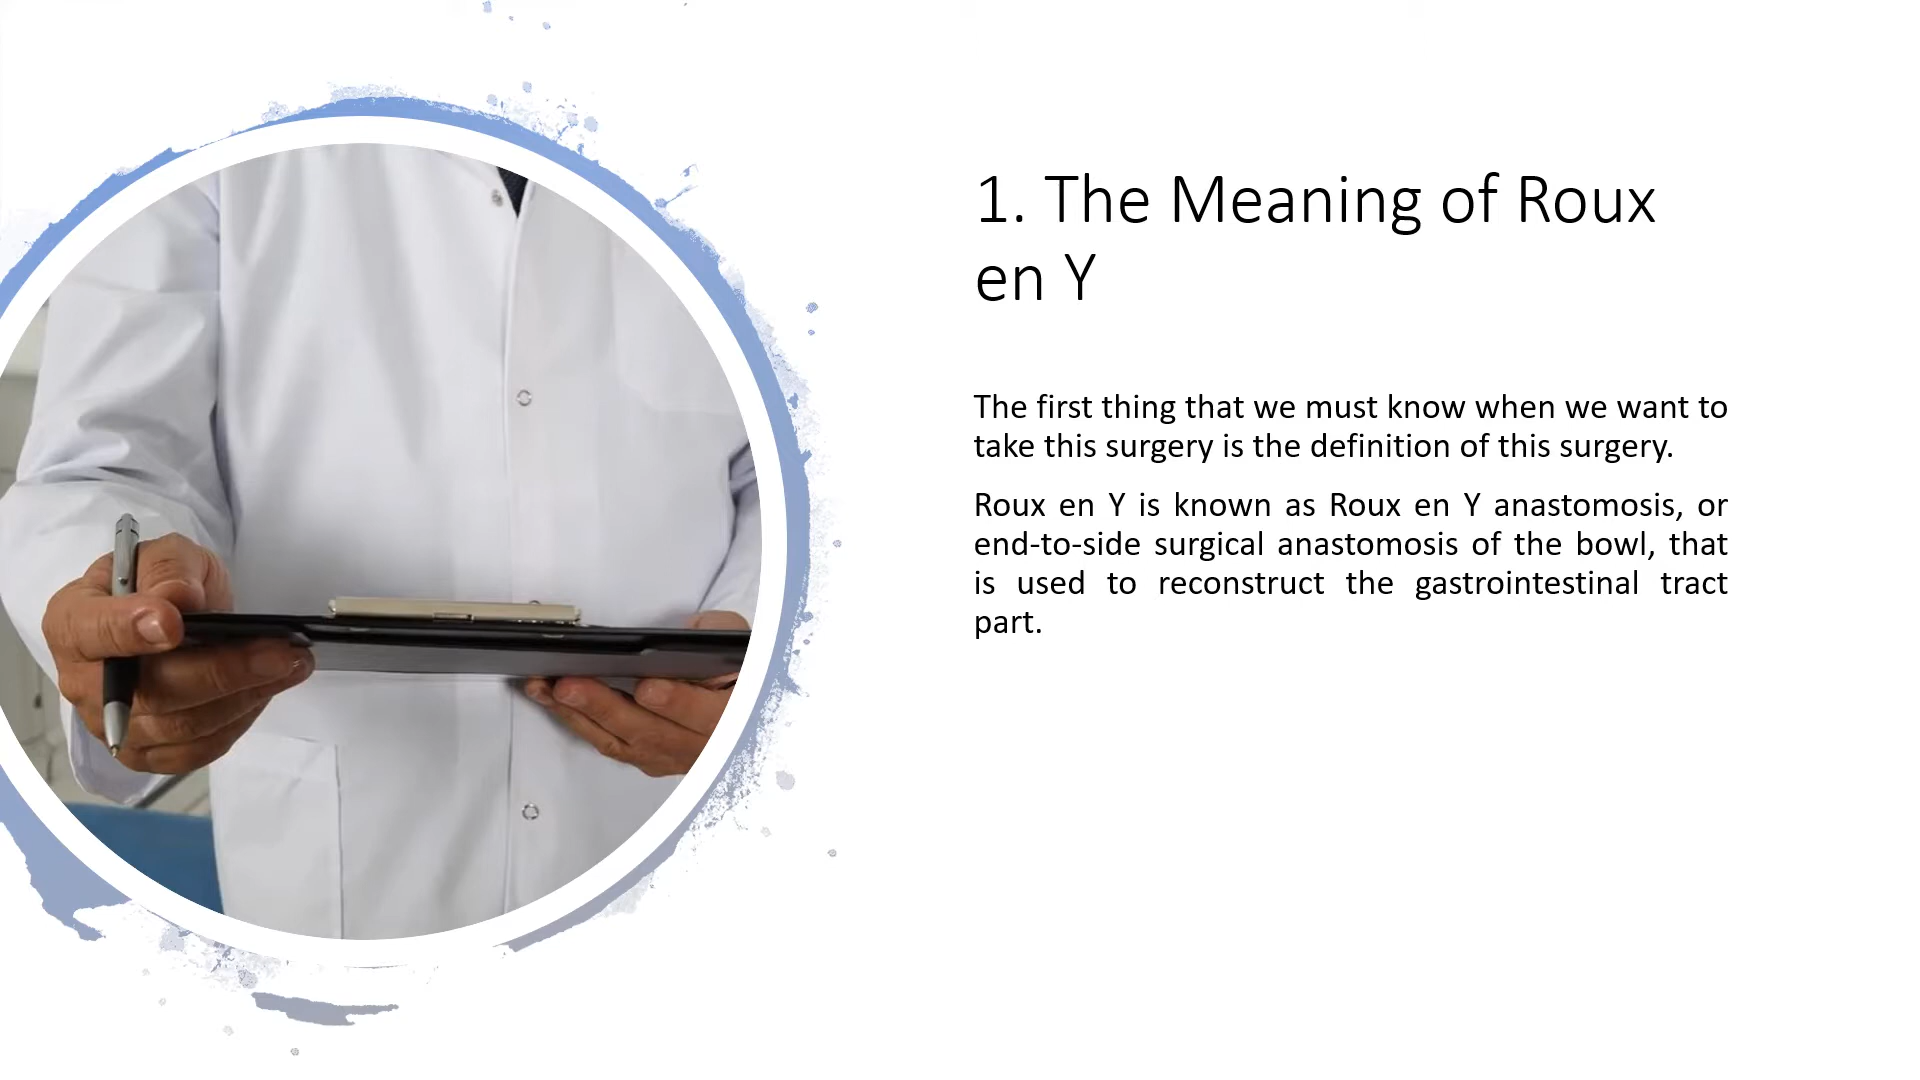 1. The Meaning of Roux
en Y
The first thing that we must know when we want to
take this surgery is the definition of this surgery.
Roux en Y is known as Roux en Y anastomosis, or
end-to-side surgical anastomosis of the bowl, that
is used to reconstruct the gastrointestinal tract
part.